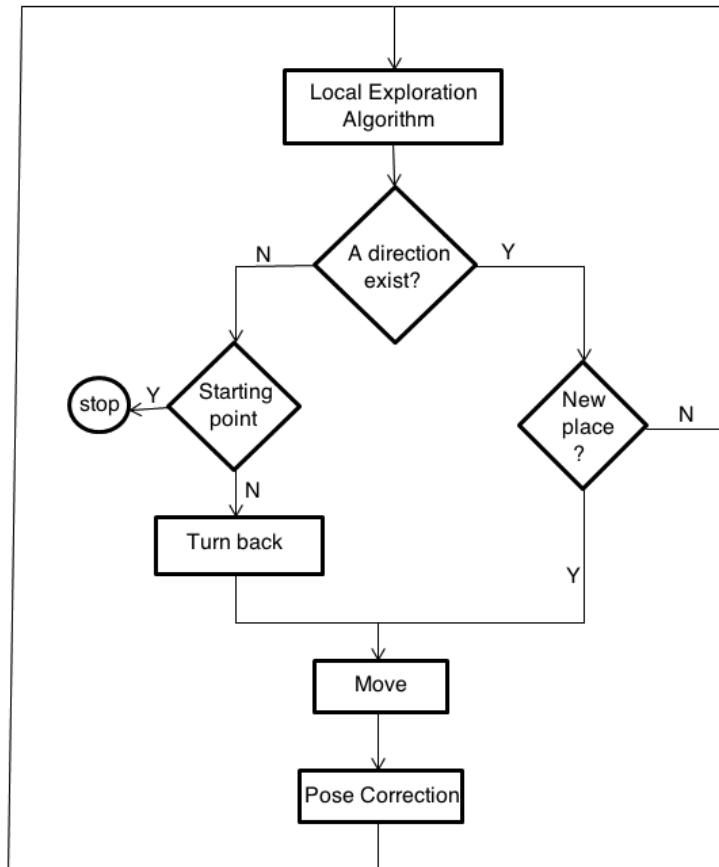 Local Exploration
Algorithm
A direction
exist?
N
Y
Starting
point
Y
stop
N
New
place
?
N
Y
Turn back
Move
Pose Correction